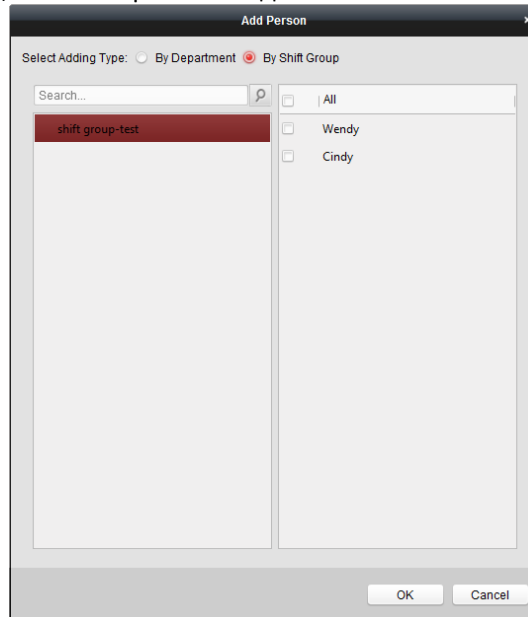 Add Person
Select Adding Type: By Department By Shift Group
Search...
All
shift group-test
Wendy
Cindy
OK Cancel